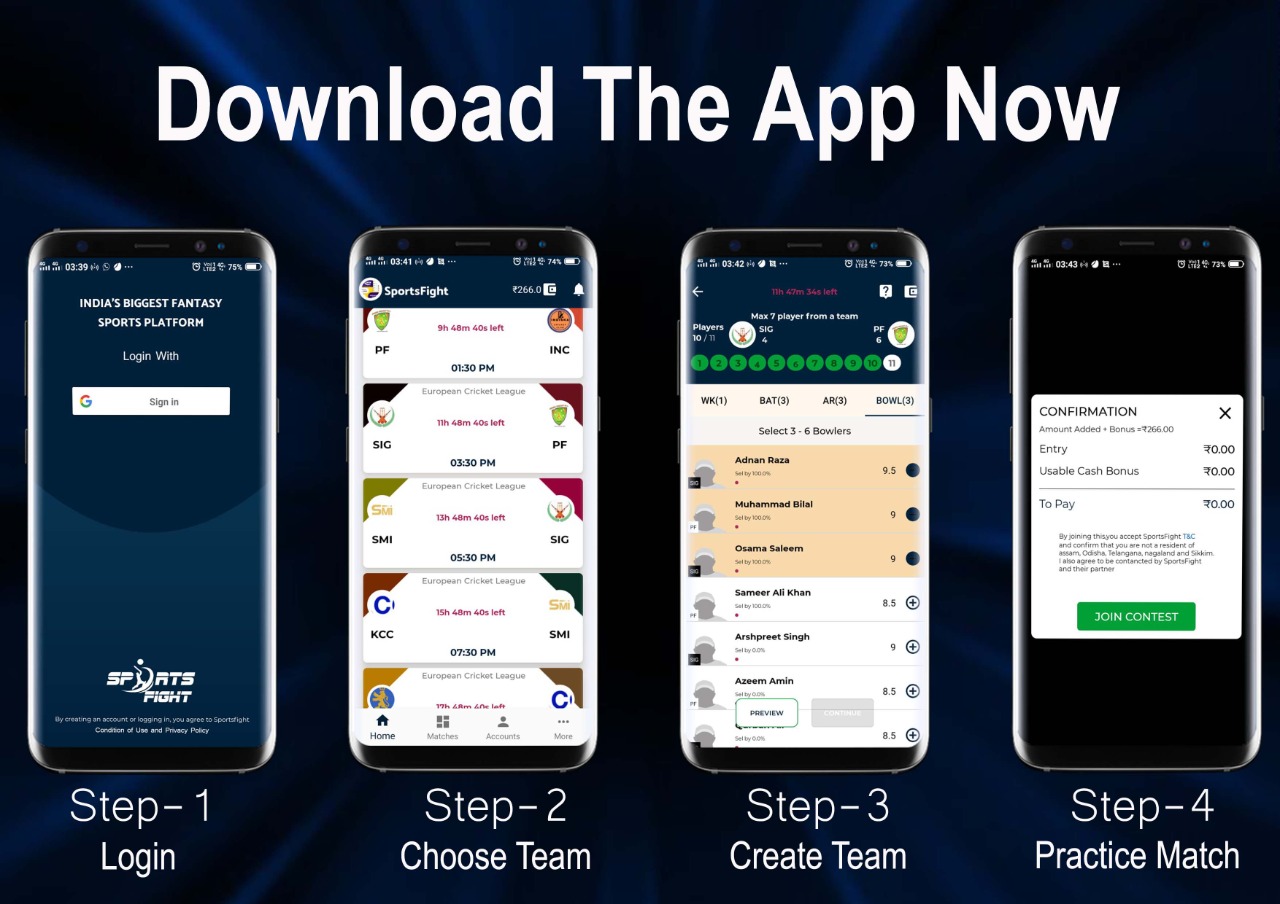 Download The App Now
03:39
75%
INDIA'S BIGGEST FANTASY
SPORTS PLATFORM
Login With
Sign in
SPORTS
FIGHT
By creating an account or logging in, you agree to Sportsfight
Condition of Use and Privacy Policy
Step-1
Login
03:41
74%
SportsFight
₹266.0
9h 48m 40s left
PF
INC
01:30 PM
European Cricket League
11h 48m 40s left
SIG
PF
03:30 PM
European Cricket League
SMI
13h 48m 40s left
SMI
SIG
05:30 PM
European Cricket League
C
15h 48m 40s left
SMI
KCC
SMI
07:30 PM
European Cricket League
17h 48m 40s left
C
Home
Matches
Accounts
More
Step-2
Choose Team
03:42
73%
11h 47m 34s left
Max 7 player from a team
Players
10 / 11
SIG
4
PF
6
1 2 3 4 5 6 7 8 9 10 11
WK(1) BAT(3) AR(3) BOWL(3)
Select 3 - 6 Bowlers
Adnan Raza
Sel by 100.0%
9.5
SIG
Muhammad Bilal
Sel by 100.0%
9
PF
Osama Saleem
Sel by 100.0%
9
SIG
Sameer Ali Khan
Sel by 100.0%
8.5
PF
Arshpreet Singh
Sel by 0.0%
9
SIG
Azeem Amin
Sel by 0.0%
8.5
PF
PREVIEW
CONTINUE
Sel by 0.0%
8.5
Step-3
Create Team
03:43
73%
CONFIRMATION
Amount Added + Bonus =₹266.00
Entry ₹0.00
Usable Cash Bonus ₹0.00
To Pay ₹0.00
By joining this,you accept SportsFight T&C
and confirm that you are not a resident of
assam, Odisha, Telangana, nagaland and Sikkim.
I also agree to be contancted by SportsFight
and their partner
JOIN CONTEST
Step-4
Practice Match